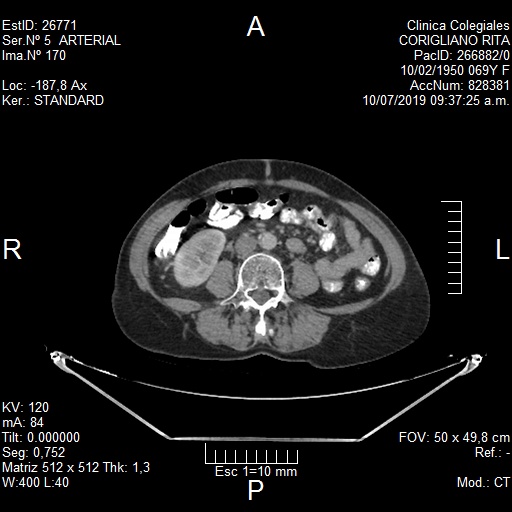 EstID: 26771
Ser.Nº 5 ARTERIAL
Ima.Nº 170
Loc: -187,8 Ax
Ker.: STANDARD
A
Clinica Colegiales
CORIGLIANO RITA
PacID: 266882/0
10/02/1950 069Y F
AccNum: 828381
10/07/2019 09:37:25 a.m.
R
L
KV: 120
mA: 84
Tilt: 0.000000
Seg: 0,752
Matriz 512 x 512 Thk: 1,3
W:400 L:40
Esc 1=10 mm
P
FOV: 50 x 49,8 cm
Ref.: -
Mod.: CT